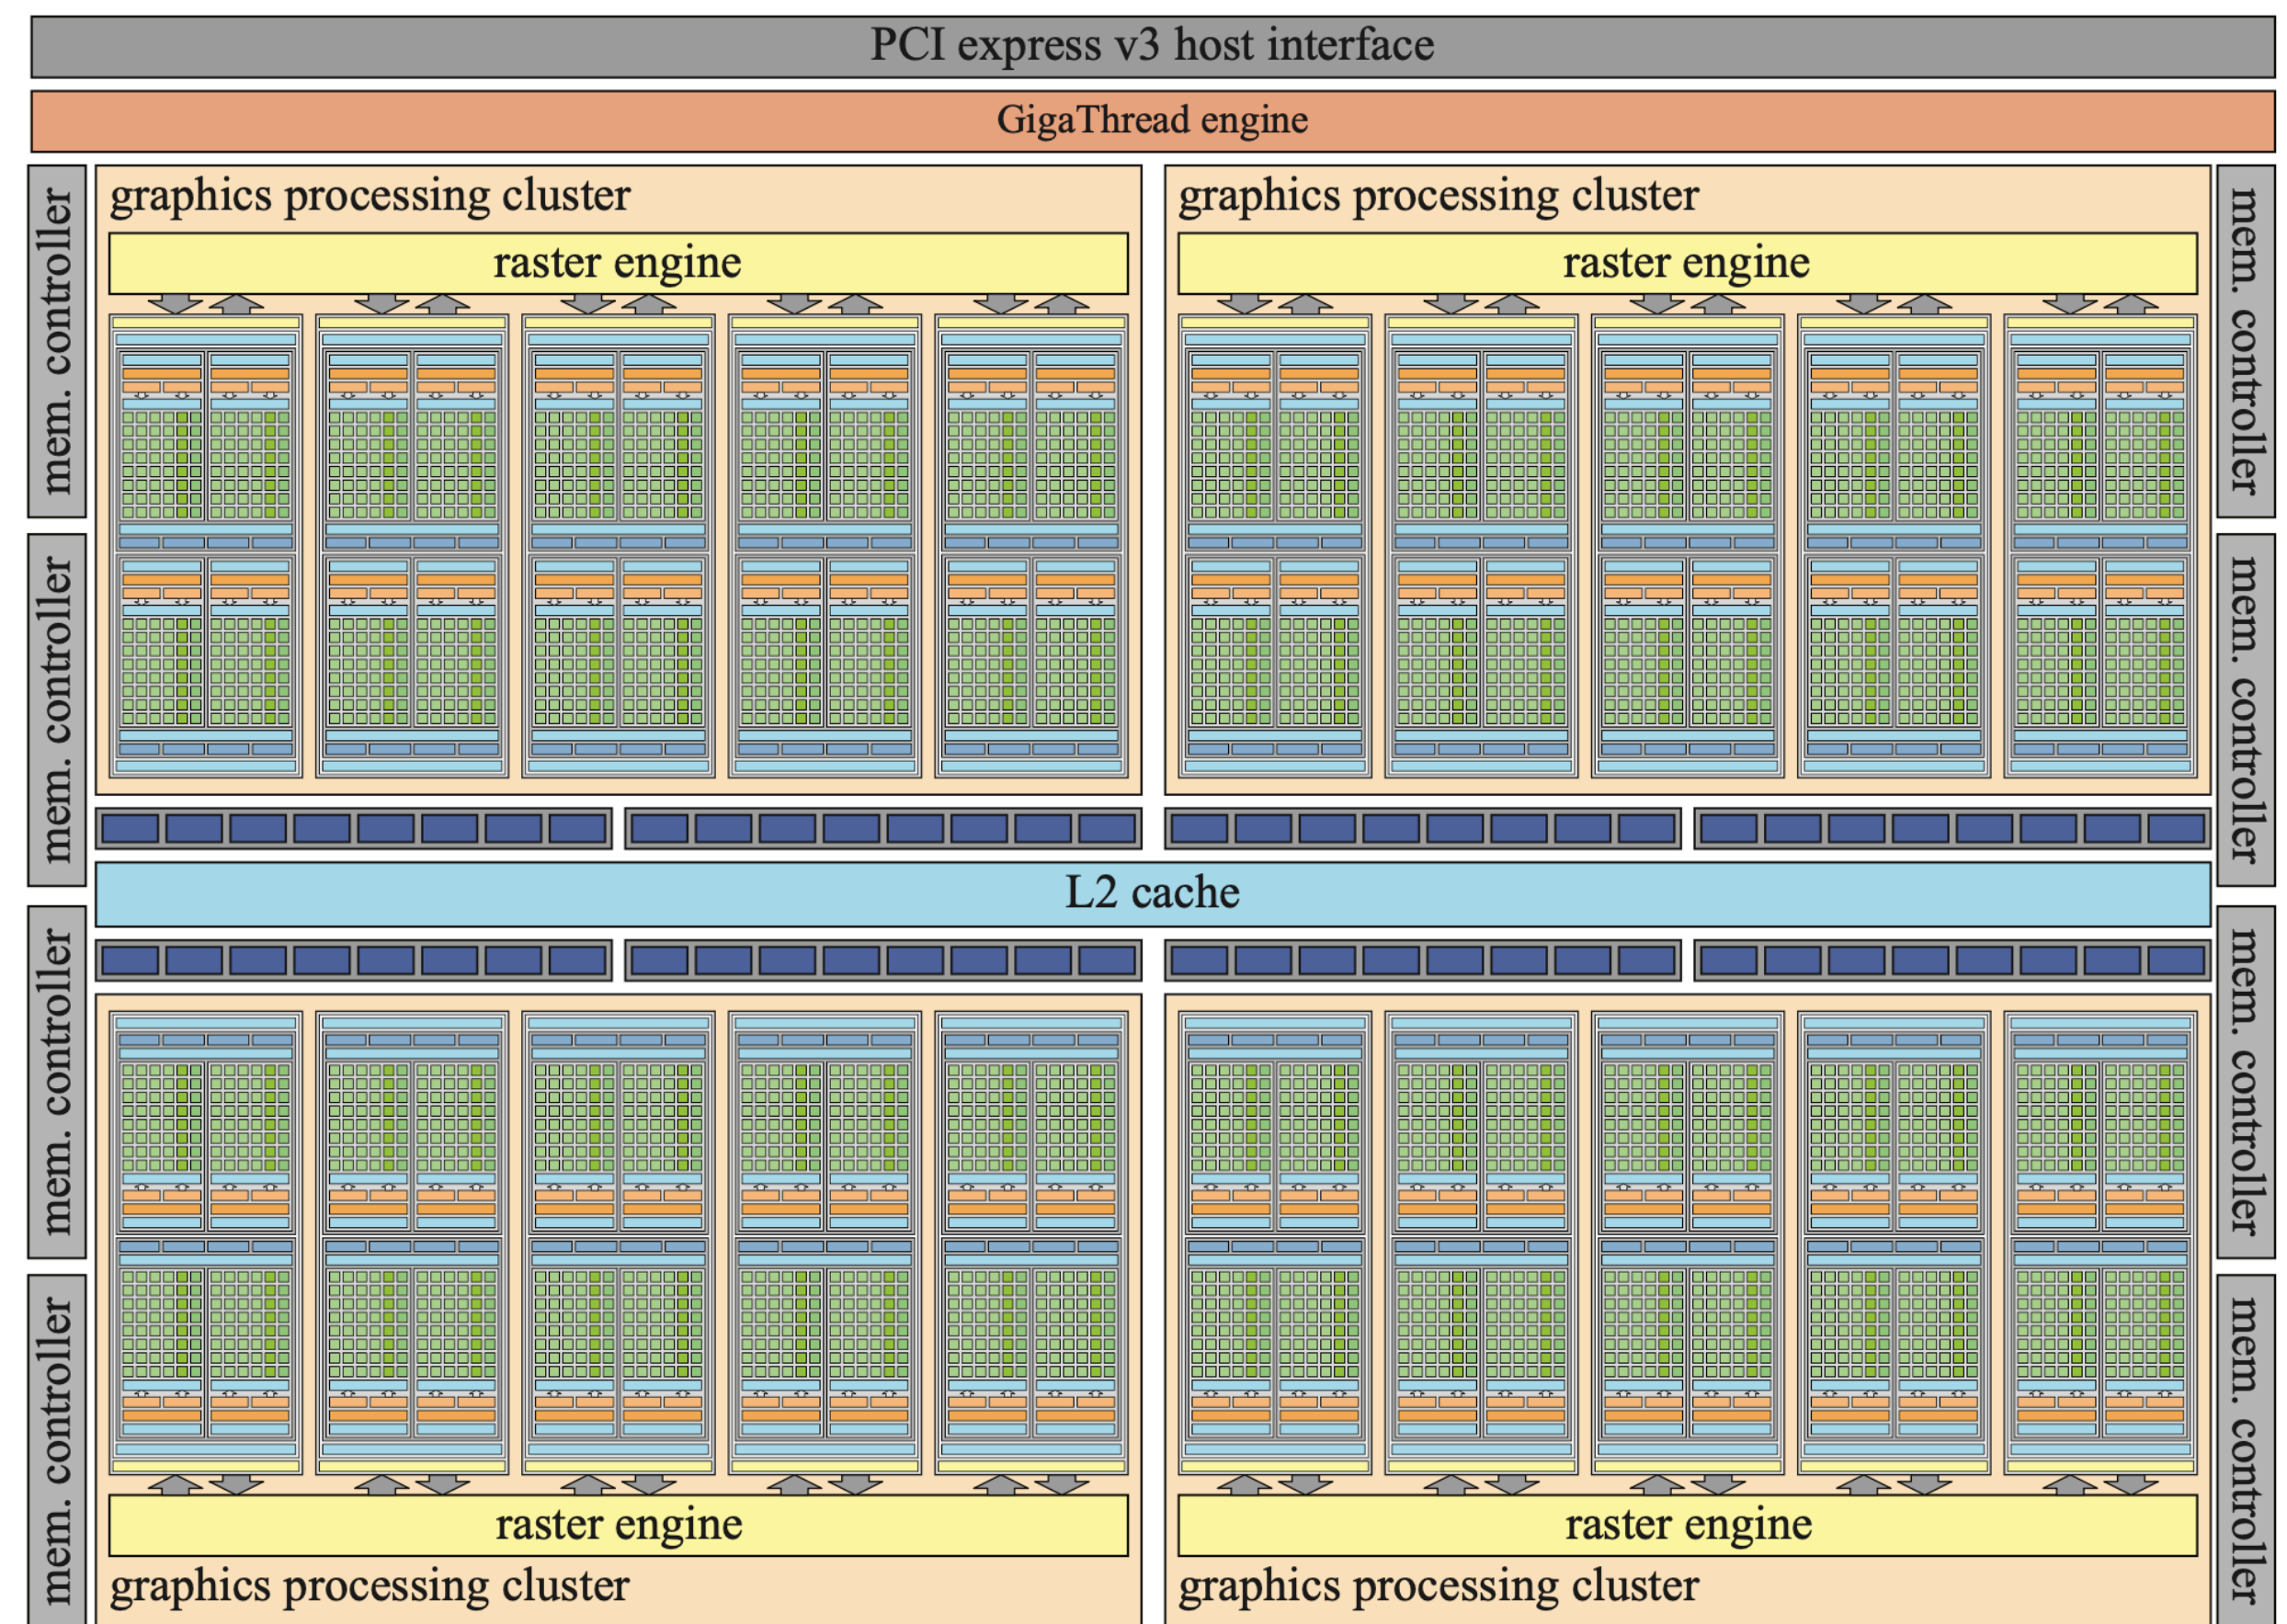 PCI express v3 host interface
GigaThread engine
mem. controller
graphics processing cluster
raster engine
graphics processing cluster
raster engine
mem. controller
mem. controller
mem. controller
L2 cache
mem. controller
mem. controller
mem. controller
raster engine
graphics processing cluster
raster engine
graphics processing cluster
mem. controller